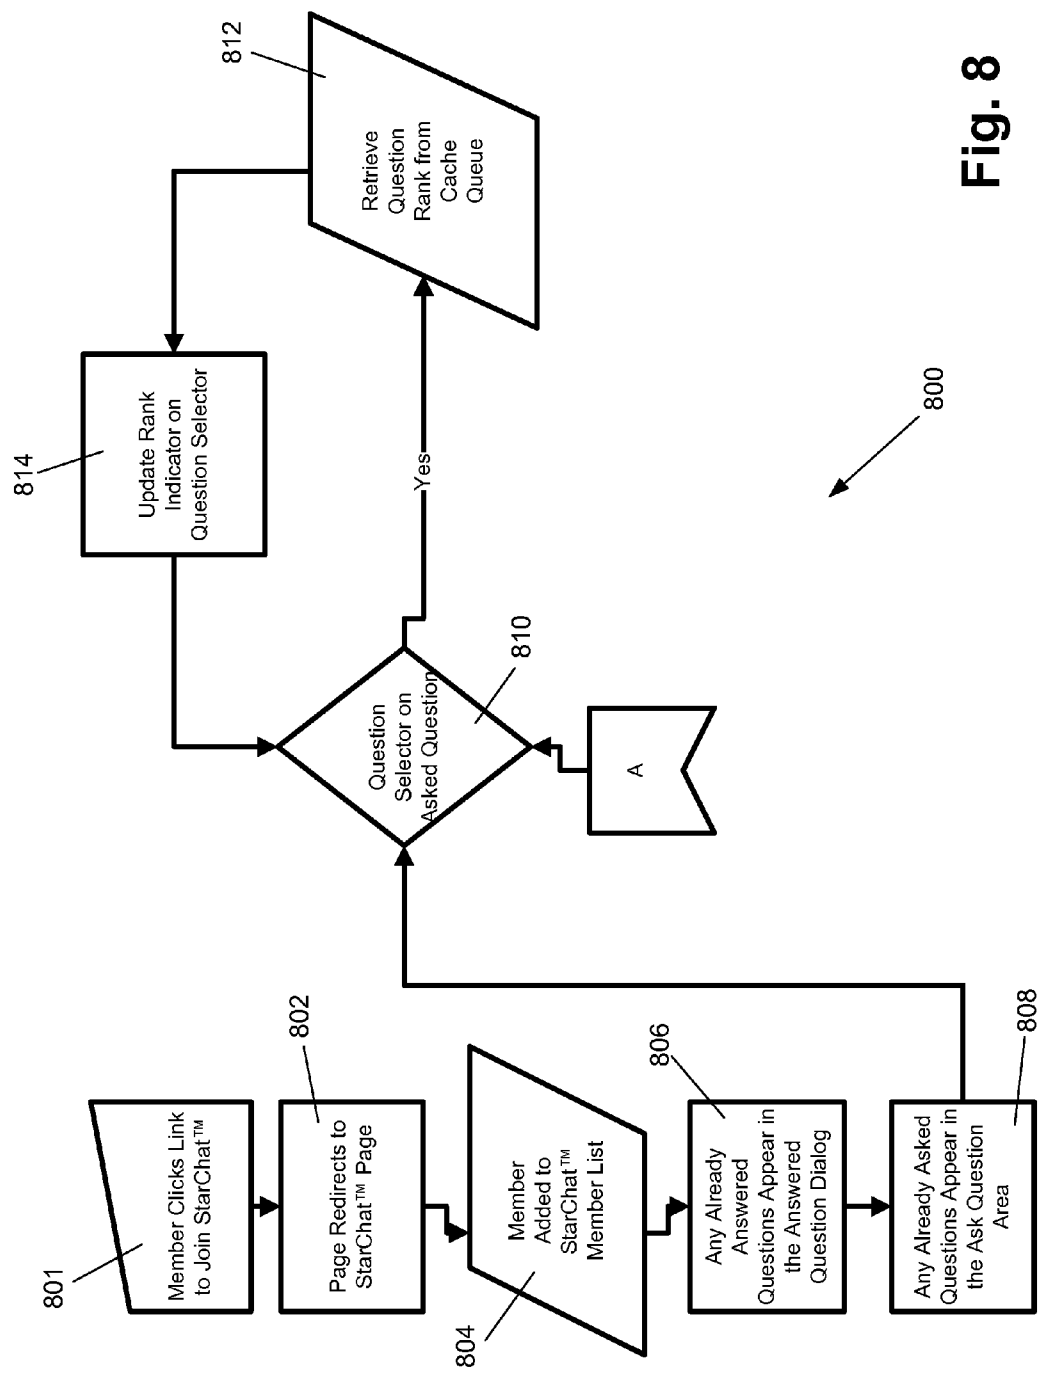 801
Member Clicks Link
to Join StarChat™
802
Page Redirects to
StarChat™ Page
804
Member
Added to
StarChat™
Member List
806
Any Already
Answered
Questions Appear in
the Answered
Question Dialog
808
Any Already Asked
Questions Appear in
the Ask Question
Area
810
Question
Selector on
Asked Question
A
Yes
812
Retrieve
Question
Rank from
Cache
Queue
814
Update Rank
Indicator on
Question Selector
800
Fig. 8